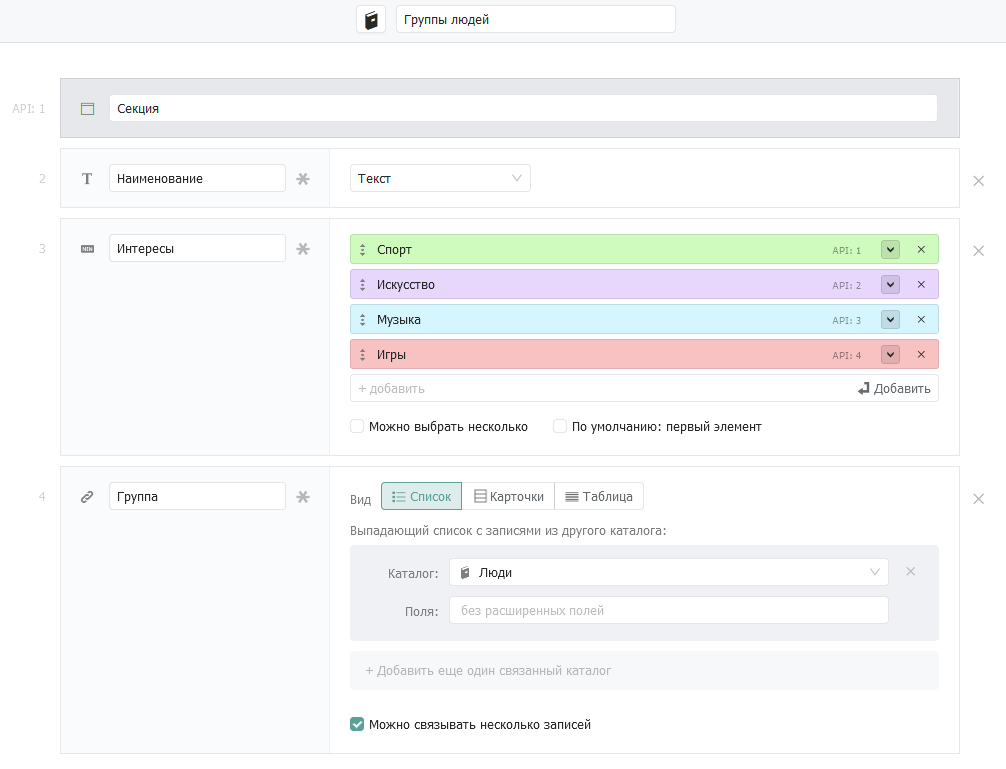 Группы людей
API: 1
Секция
2
T
Наименование
Текст
3
NEW
Интересы
Спорт
API: 1
Искусство
API: 2
Музыка
API: 3
Игры
API: 4
+ добавить
Добавить
Можно выбрать несколько
По умолчанию: первый элемент
4
Группа
Вид
Список
Карточки
Таблица
Выпадающий список с записями из другого каталога:
Каталог:
Люди
Поля:
без расширенных полей
+ Добавить еще один связанный каталог
Можно связывать несколько записей